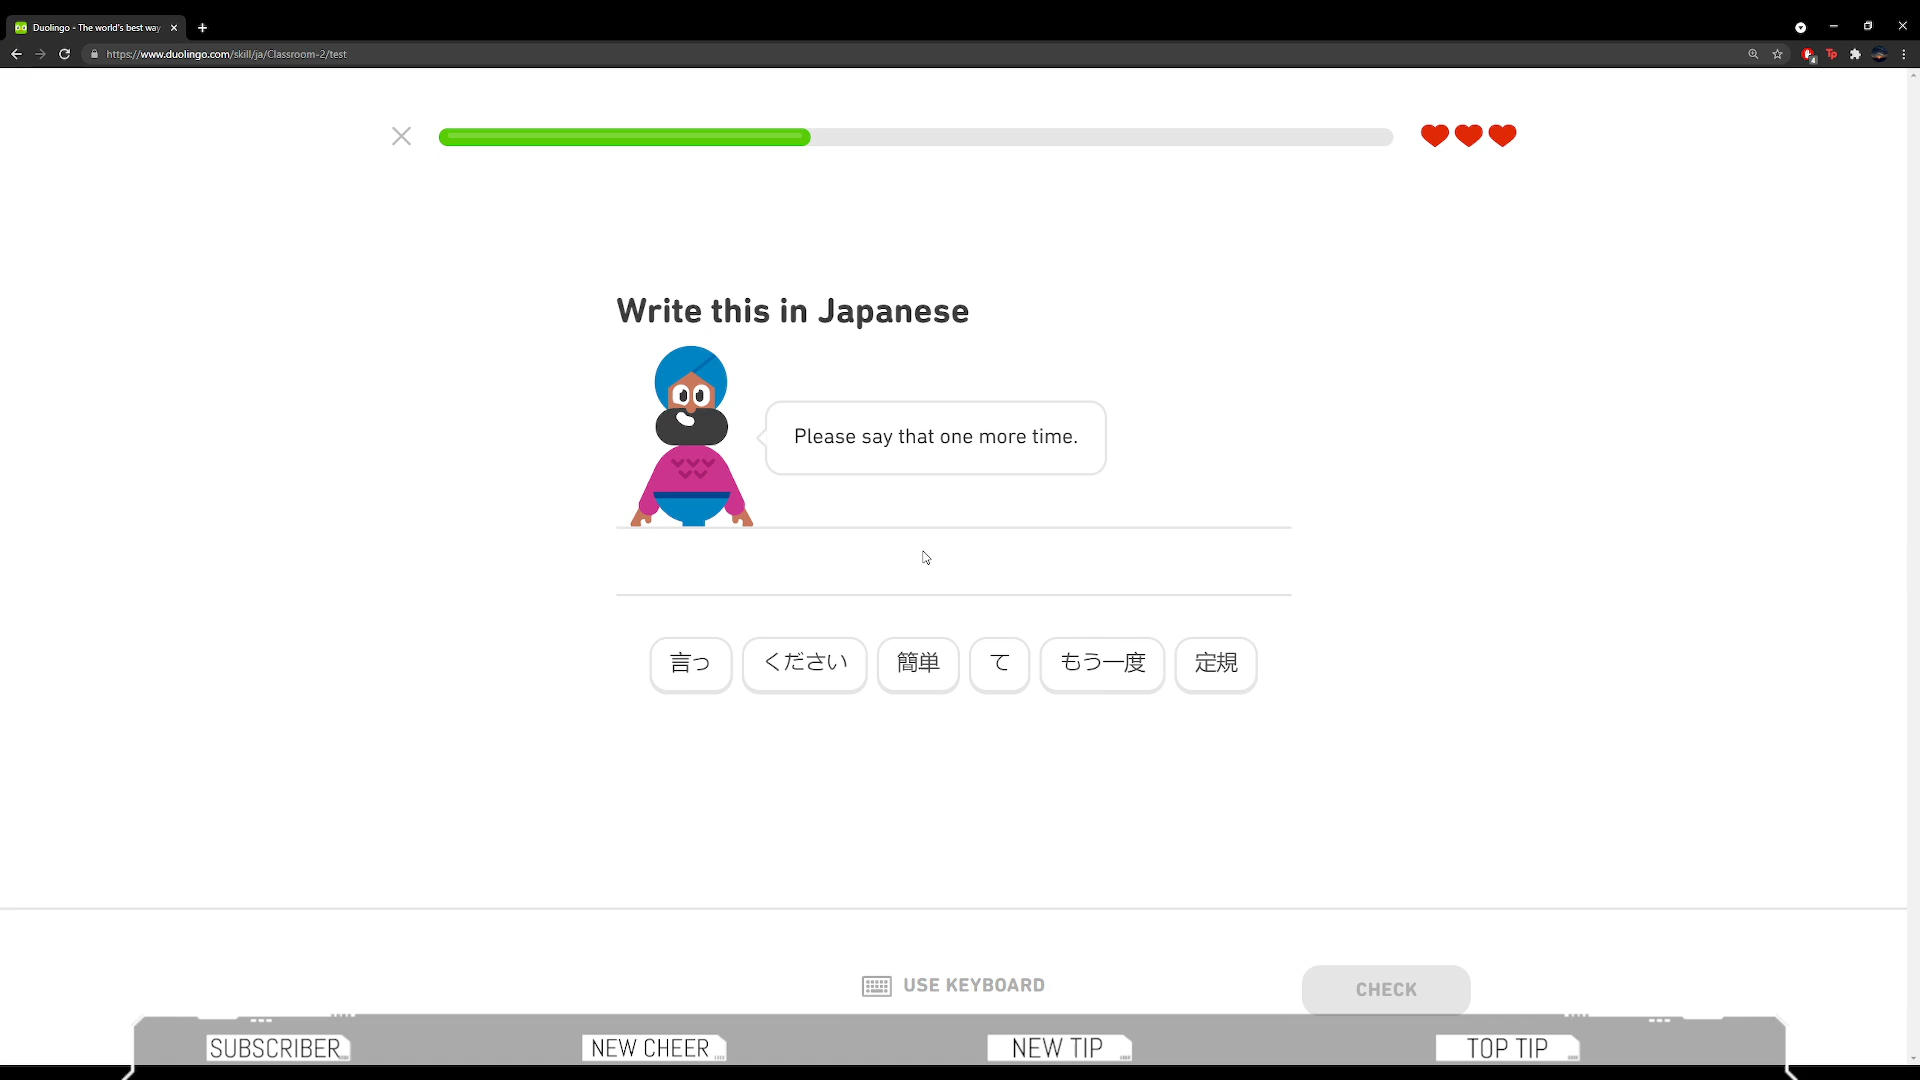 Duolingo - The world's best way
https://www.duolingo.com/skill/ja/Classroom-2/test
Write this in Japanese
Please say that one more time.
言っ ください 簡単 て もう一度 定規
USE KEYBOARD
CHECK
SUBSCRIBER NEW CHEER NEW TIP TOP TIP